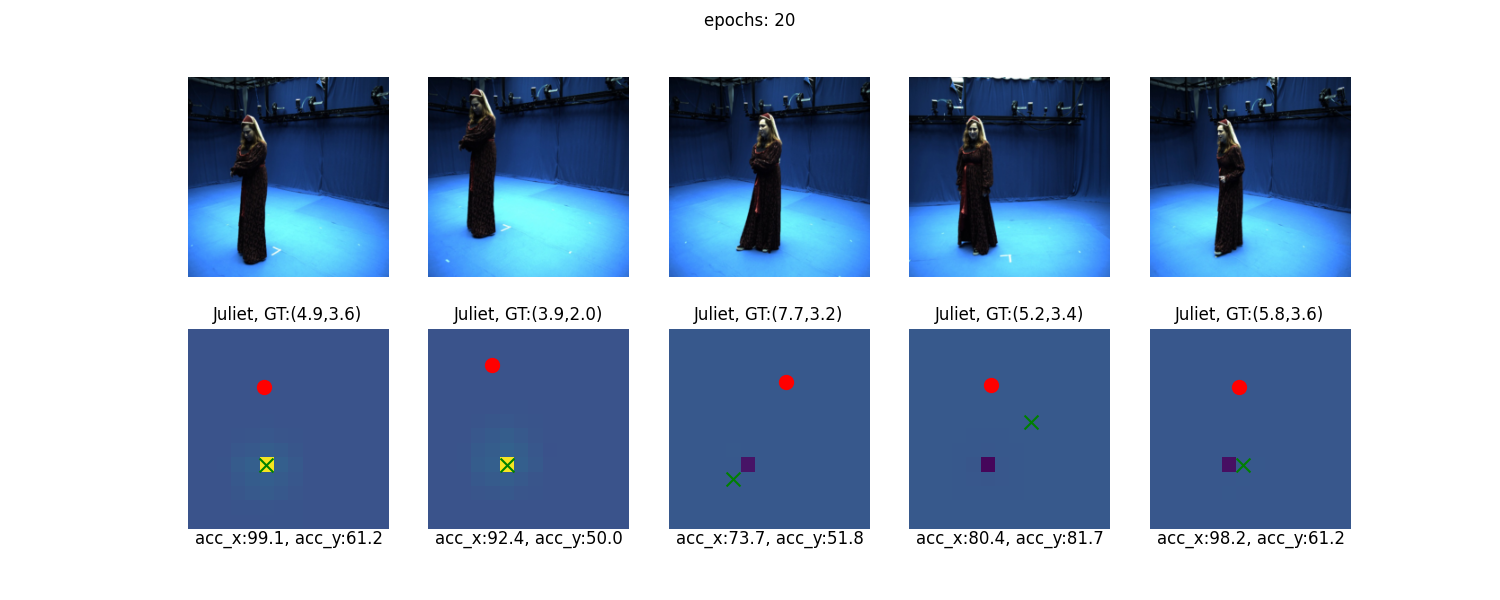 epochs: 20
Juliet, GT:(4.9,3.6)
Juliet, GT:(3.9,2.0)
Juliet, GT:(7.7,3.2)
Juliet, GT:(5.2,3.4)
Juliet, GT:(5.8,3.6)
acc_x:99.1, acc_y:61.2
acc_x:92.4, acc_y:50.0
acc_x:73.7, acc_y:51.8
acc_x:80.4, acc_y:81.7
acc_x:98.2, acc_y:61.2